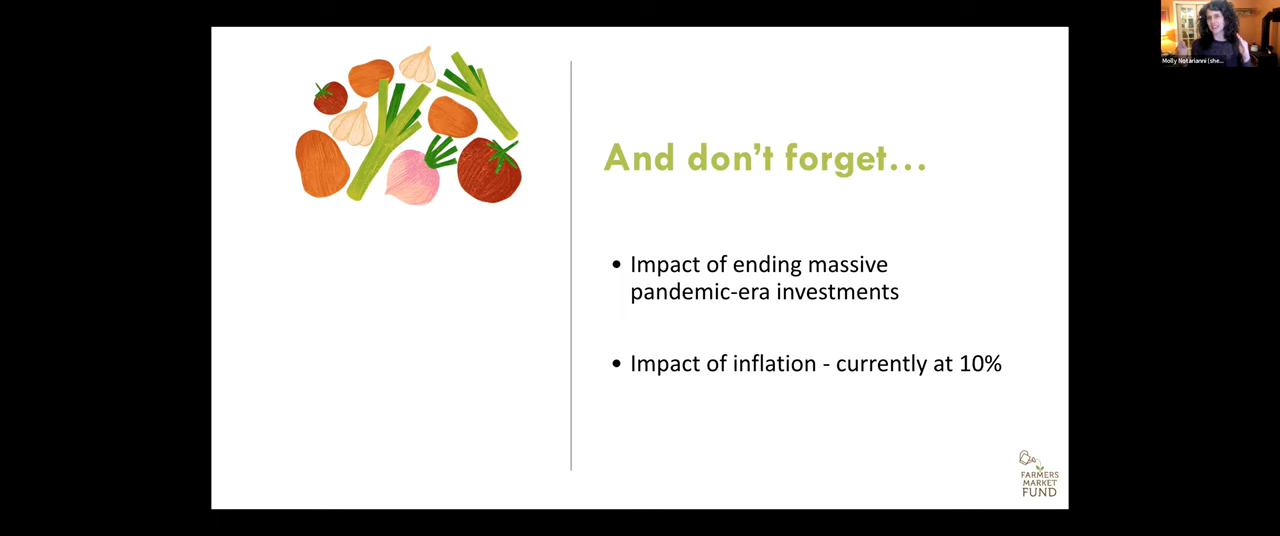 Molly Notarianni (she...
And don't forget...
• Impact of ending massive
pandemic-era investments
• Impact of inflation - currently at 10%
FARMERS
MARKET
FUND